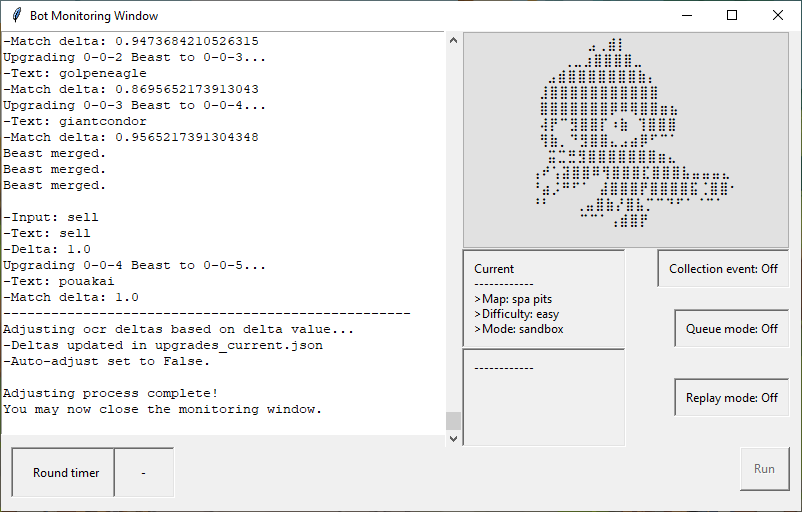 Bot Monitoring Window
-Match delta: 0.9473684210526315
Upgrading 0-0-2 Beast to 0-0-3...
-Text: golpeneagle
-Match delta: 0.8695652173913043
Upgrading 0-0-3 Beast to 0-0-4...
-Text: giantcondor
-Match delta: 0.9565217391304348
Beast merged.
Beast merged.
Beast merged.
-Input: sell
-Text: sell
-Delta: 1.0
Upgrading 0-0-4 Beast to 0-0-5...
-Text: pouakai
-Match delta: 1.0
---------------------------------------------------
Adjusting ocr deltas based on delta value...
-Deltas updated in upgrades_current.json
-Auto-adjust set to False.
Adjusting process complete!
You may now close the monitoring window.
Current
------------
>Map: spa pits
>Difficulty: easy
>Mode: sandbox
------------
Collection event: Off
Queue mode: Off
Replay mode: Off
Round timer
-
Run